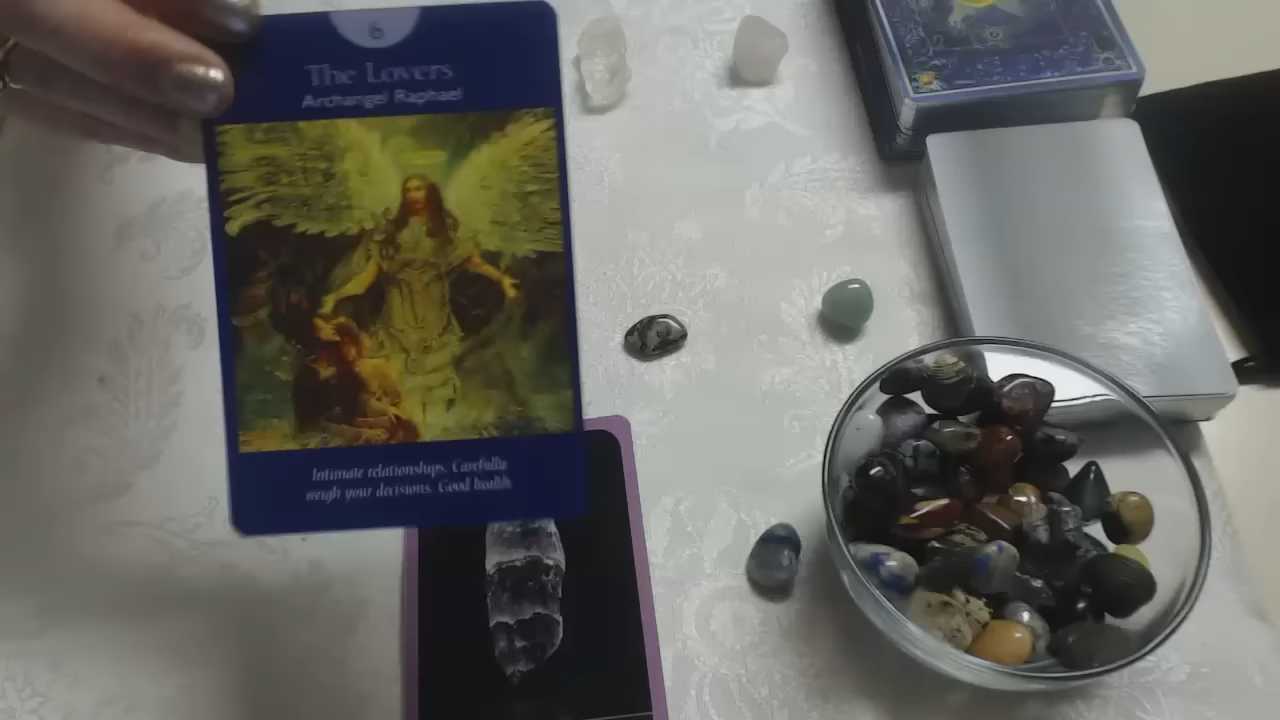 6
The Lovers
Archangel Raphael
Intimate relationships. Carefully
weigh your decisions. Good health.